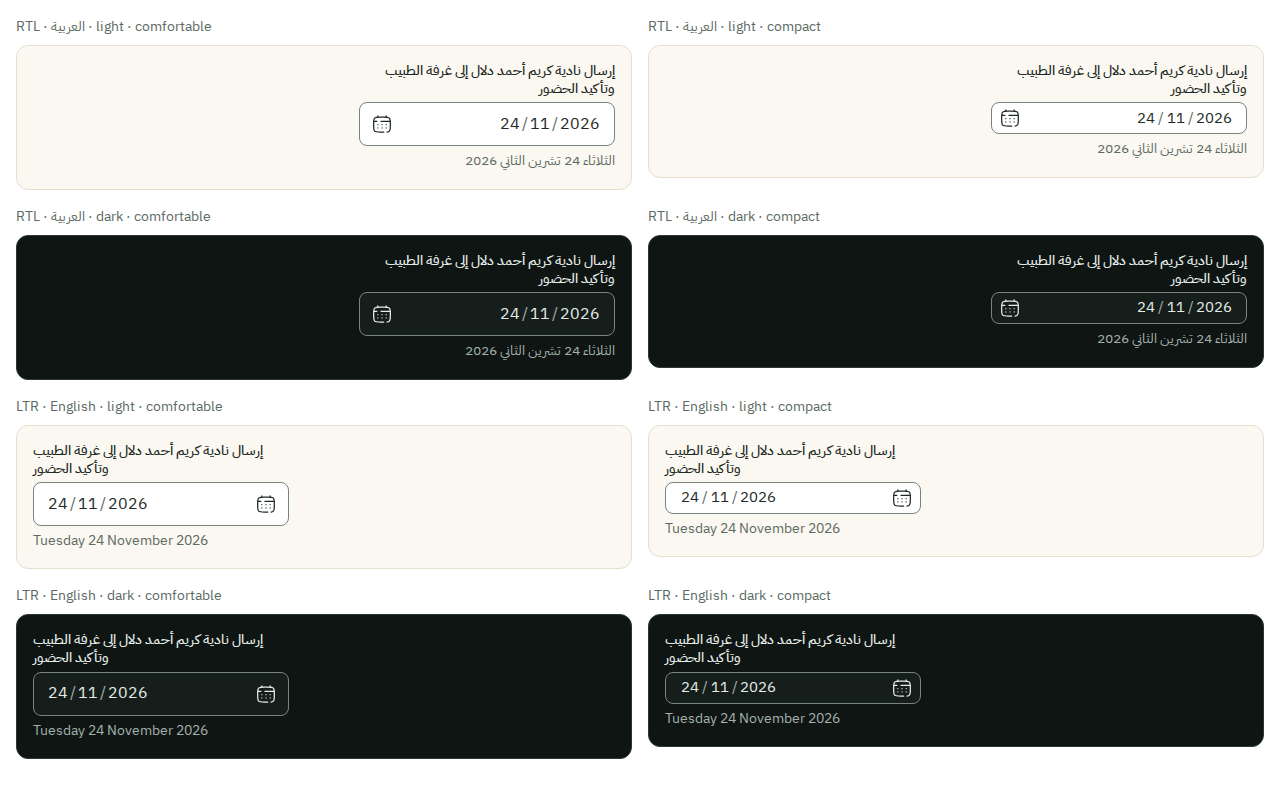 RTL · العربية · light · comfortable
إرسال نادية كريم أحمد دلال إلى غرفة الطبيب
وتأكيد الحضور
24/11/2026
الثلاثاء 24 تشرين الثاني 2026
RTL · العربية · light · compact
إرسال نادية كريم أحمد دلال إلى غرفة الطبيب
وتأكيد الحضور
24/11/2026
الثلاثاء 24 تشرين الثاني 2026
RTL · العربية · dark · comfortable
إرسال نادية كريم أحمد دلال إلى غرفة الطبيب
وتأكيد الحضور
24/11/2026
الثلاثاء 24 تشرين الثاني 2026
RTL · العربية · dark · compact
إرسال نادية كريم أحمد دلال إلى غرفة الطبيب
وتأكيد الحضور
24/11/2026
الثلاثاء 24 تشرين الثاني 2026
LTR · English · light · comfortable
إرسال نادية كريم أحمد دلال إلى غرفة الطبيب
وتأكيد الحضور
24/11/2026
Tuesday 24 November 2026
LTR · English · light · compact
إرسال نادية كريم أحمد دلال إلى غرفة الطبيب
وتأكيد الحضور
24/11/2026
Tuesday 24 November 2026
LTR · English · dark · comfortable
إرسال نادية كريم أحمد دلال إلى غرفة الطبيب
وتأكيد الحضور
24/11/2026
Tuesday 24 November 2026
LTR · English · dark · compact
إرسال نادية كريم أحمد دلال إلى غرفة الطبيب
وتأكيد الحضور
24/11/2026
Tuesday 24 November 2026